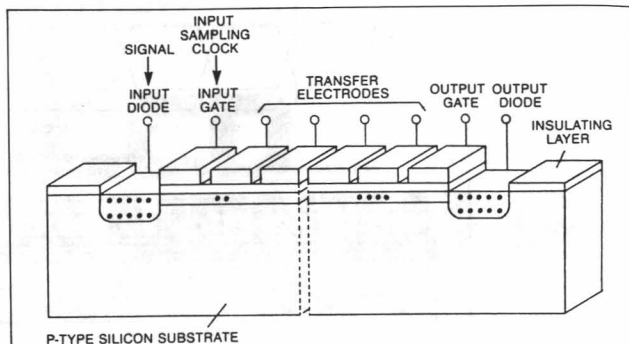 SIGNAL
INPUT
SAMPLING
CLOCK
INPUT
DIODE
INPUT
GATE
TRANSFER
ELECTRODES
OUTPUT
GATE
OUTPUT
DIODE
INSULATING
LAYER
P-TYPE SILICON SUBSTRATE